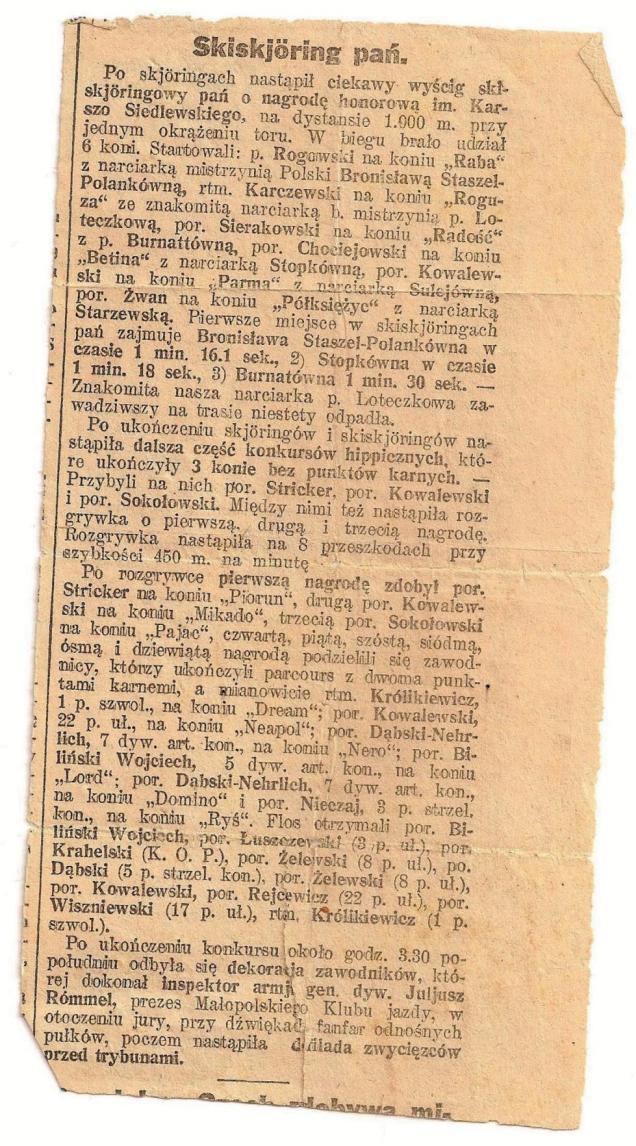 Skiskjöring pań.
Po skjöringach nastąpił ciekawy wyścig ski-
skjöringowy pań o nagrodę honorową im. Kar-
szo Siedlewskiego, na dystansie 1.000 m. przy
jednym okrążeniu toru. W biegu brało udział
6 koni. Startowali: p. Rogowski na koniu „Raba“
z narciarką mistrzynią Polski Bronisławą Staszel-
Polankówną, rtm. Karczewski na koniu „Rogu-
za“ ze znakomitą narciarką b. mistrzynią p. Lo-
teczkową, por. Sierakowski na koniu „Radość“
z p. Burnattówną, por. Chociejowski na koniu
„Betina“ z narciarką Stopkówną, por. Kowalew-
ski na koniu „Parma“ z narciarką Sulejówną,
por. Żwan na koniu „Półksiężyc“ z narciarką
Starzewską. Pierwsze miejsce w skiskjöringach
pań zajmuje Bronisława Staszel-Polankówna w
czasie 1 min. 16.1 sek., 2) Stopkówna w czasie
1 min. 18 sek., 3) Burnatówna 1 min. 30 sek. —
Znakomita nasza narciarka p. Loteczkowa za-
wadziwszy na trasie niestety odpadła.
Po ukończeniu skjöringów i skiskjöringów na-
stąpiła dalsza część konkursów hippicznych, któ-
re ukończyły 3 konie bez punktów karnych. —
Przybyli na nich por. Stricker, por. Kowalewski
i por. Sokołowski. Między nimi też nastąpiła roz-
grywka o pierwszą, drugą i trzecią nagrodę.
Rozgrywka nastąpiła na 8 przeszkodach przy
szybkości 450 m. na minutę
Po rozgrywce pierwszą nagrodę zdobył por.
Stricker na koniu „Piorun“, drugą por. Kowalew-
ski na koniu „Mikado“, trzecią por. Sokołowski
na koniu „Pajac“, czwartą, piątą, szóstą, siódmą,
ósmą i dziewiątą nagrodą podzielili się zawod-
nicy, którzy ukończyli parcours z dwoma punk-
tami karnemi, a mianowicie rtm. Królikiewicz,
1 p. szwol., na koniu „Dream“; por. Kowalewski,
22 p. uł., na koniu „Neapol“; por. Dąbski-Nehr-
lich, 7 dyw. art. kon., na koniu „Nero“; por. Bi-
liński Wojciech, 5 dyw. art. kon., na koniu
„Lord“; por. Dąbski-Nehrlich, 7 dyw. art. kon.,
na koniu „Domino“ i por. Nieczaj, 3 p. strzel.
kon., na koniu „Ryś“. Flos otrzymali por. Bi-
liński Wojciech, por. Łuszczewski (3 p. uł.), por.
Krahelski (K. O. P.), por. Żelewski (8 p. uł.), po.
Dąbski (5 p. strzel. kon.), por. Żelewski (8 p. uł.),
por. Kowalewski, por. Rejcewicz (22 p. uł.), por.
Wiszniewski (17 p. uł.), rtm. Królikiewicz (1 p.
szwol.).
Po ukończeniu konkursu około godz. 3.30 po-
południu odbyła się dekoracja zawodników, któ-
rej dokonał inspektor armji gen. dyw. Juljusz
Rómmel, prezes Małopolskiego Klubu jazdy, w
otoczeniu jury, przy dźwiękac fanfar odnośnych
pułków, poczem nastąpiła defilada zwycięzców
przed trybunami.
zdobywa mi-